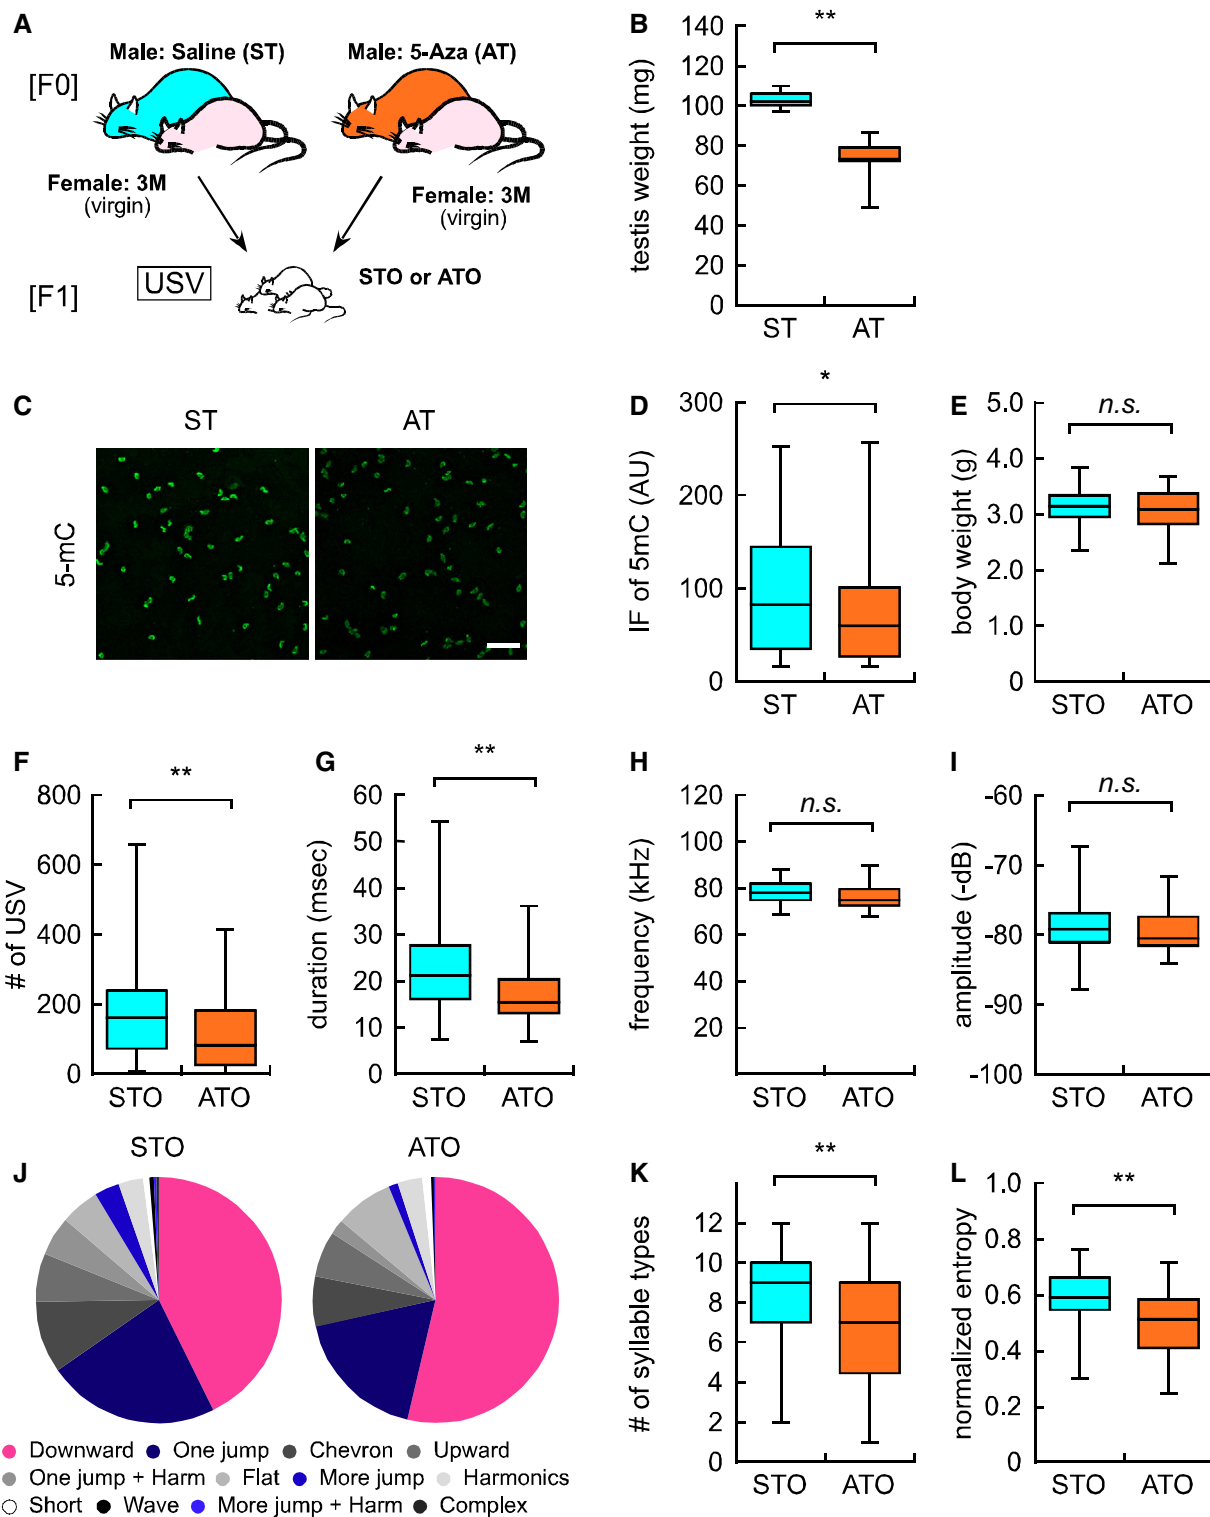 A
Male: Saline (ST)
Male: 5-Aza (AT)
[F0]
Female: 3M
(virgin)
Female: 3M
(virgin)
[F1]
USV
STO or ATO
B
**
testis weight (mg)
140
120
100
80
60
40
20
0
ST
AT
C
ST
AT
5-mC
D
*
IF of 5mC (AU)
300
200
100
0
ST
AT
E
n.s.
body weight (g)
5.0
4.0
3.0
2.0
1.0
0
STO
ATO
F
**
# of USV
800
600
400
200
0
STO
ATO
G
**
duration (msec)
60
50
40
30
20
10
0
STO
ATO
H
n.s.
frequency (kHz)
120
100
80
60
40
20
STO
ATO
I
n.s.
amplitude (-dB)
-60
-70
-80
-90
-100
STO
ATO
J
STO
ATO
Downward One jump Chevron Upward
One jump + Harm Flat More jump Harmonics
Short Wave More jump + Harm Complex
K
**
# of syllable types
12
10
8
6
4
2
0
STO
ATO
L
**
normalized entropy
1.0
0.8
0.6
0.4
0.2
0
STO
ATO